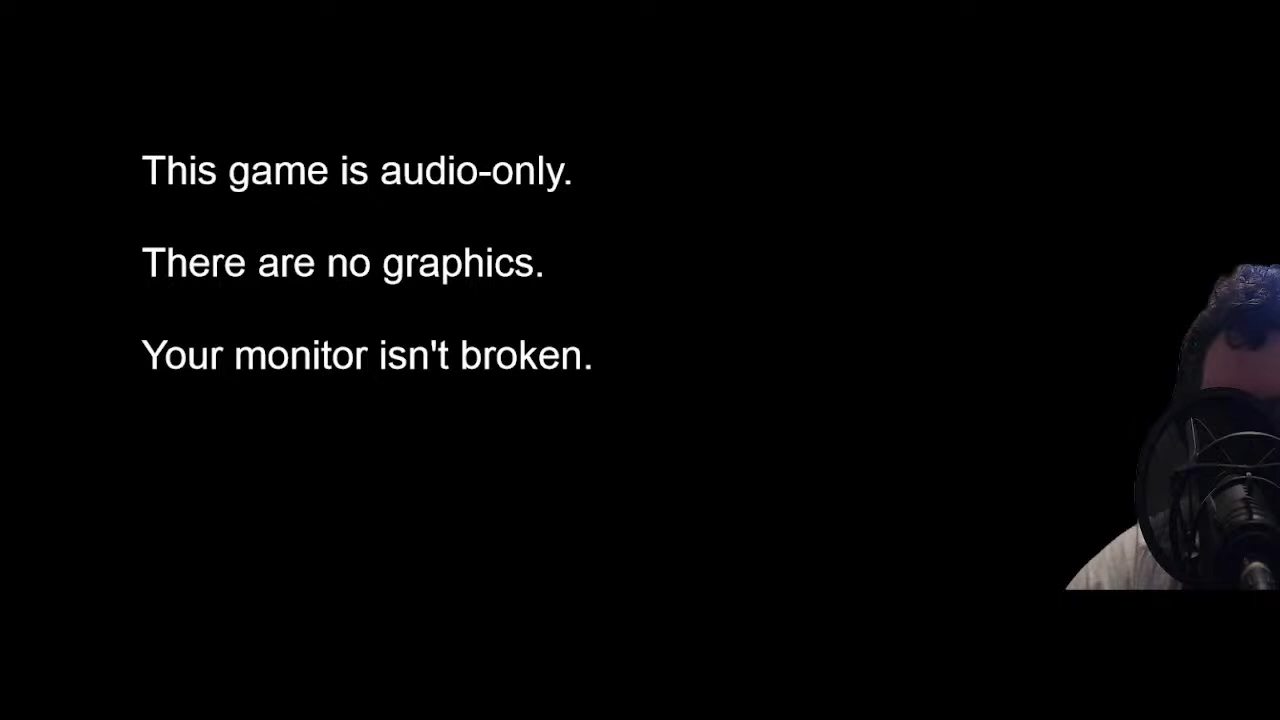 This game is audio-only.
There are no graphics.
Your monitor isn't broken.